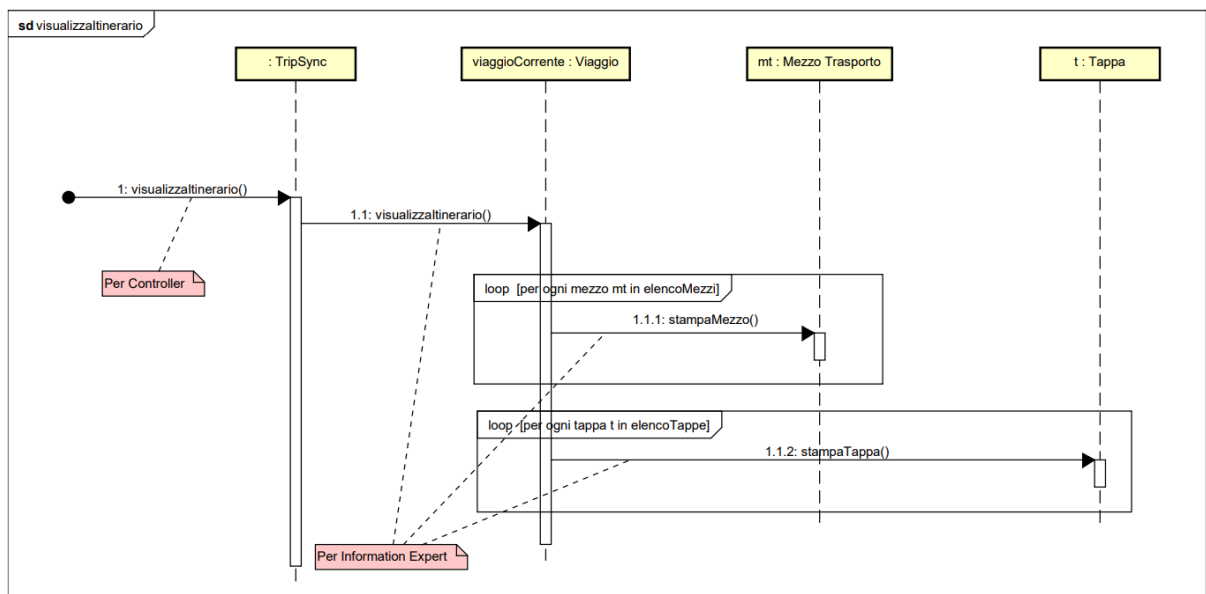 sd visualizzaItinerario
: TripSync
viaggioCorrente : Viaggio
mt : Mezzo Trasporto
t : Tappa
1: visualizzaItinerario()
1.1: visualizzaItinerario()
Per Controller
loop [per ogni mezzo mt in elencoMezzi]
1.1.1: stampaMezzo()
loop [per ogni tappa t in elencoTappe]
1.1.2: stampaTappa()
Per Information Expert